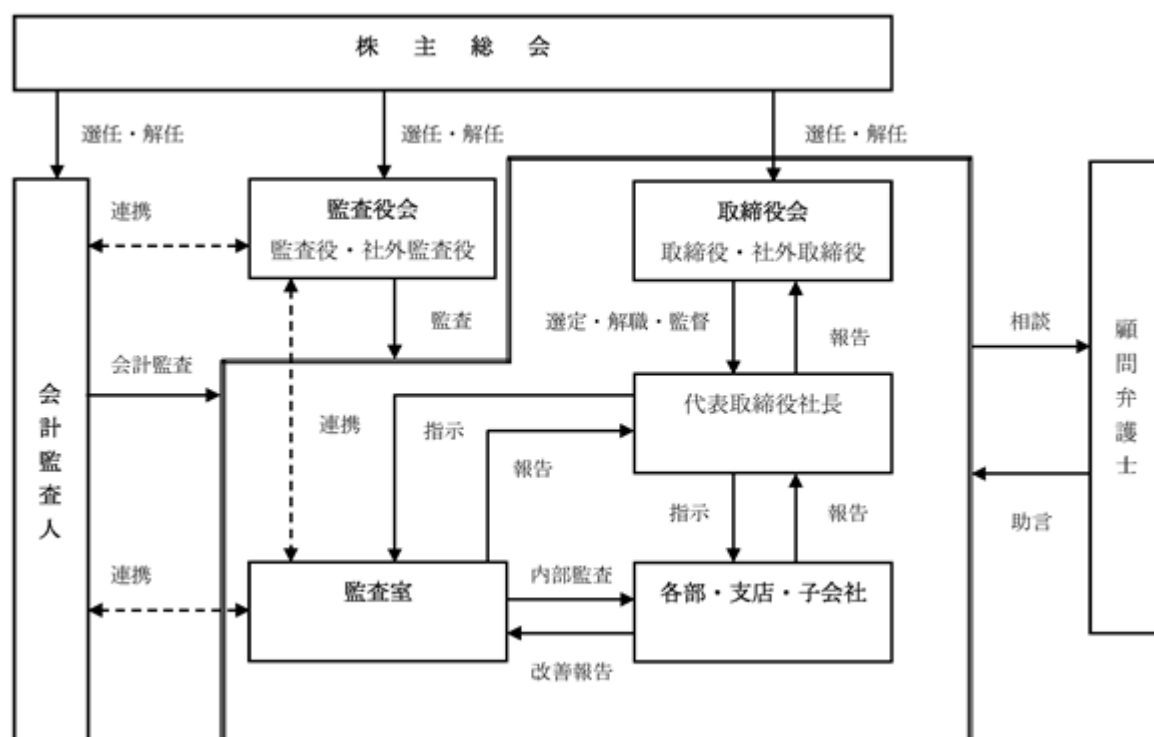 株主総会
選任・解任
選任・解任
選任・解任
連携
監査役会
監査役・社外監査役
取締役会
取締役・社外取締役
監査
選定・解職・監督
報告
相談
顧問弁護士
会計監査
会計監査人
連携
指示
報告
代表取締役社長
指示
報告
助言
連携
監査室
内部監査
各部・支店・子会社
改善報告